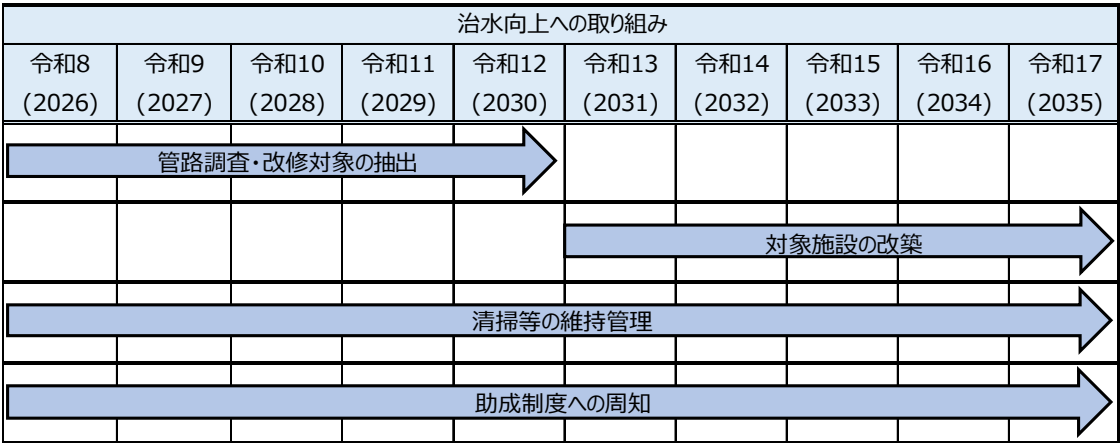 治水向上への取り組み
令和8 令和9 令和10 令和11 令和12 令和13 令和14 令和15 令和16 令和17
(2026) (2027) (2028) (2029) (2030) (2031) (2032) (2033) (2034) (2035)
管路調査・改修対象の抽出
対象施設の改築
清掃等の維持管理
助成制度への周知